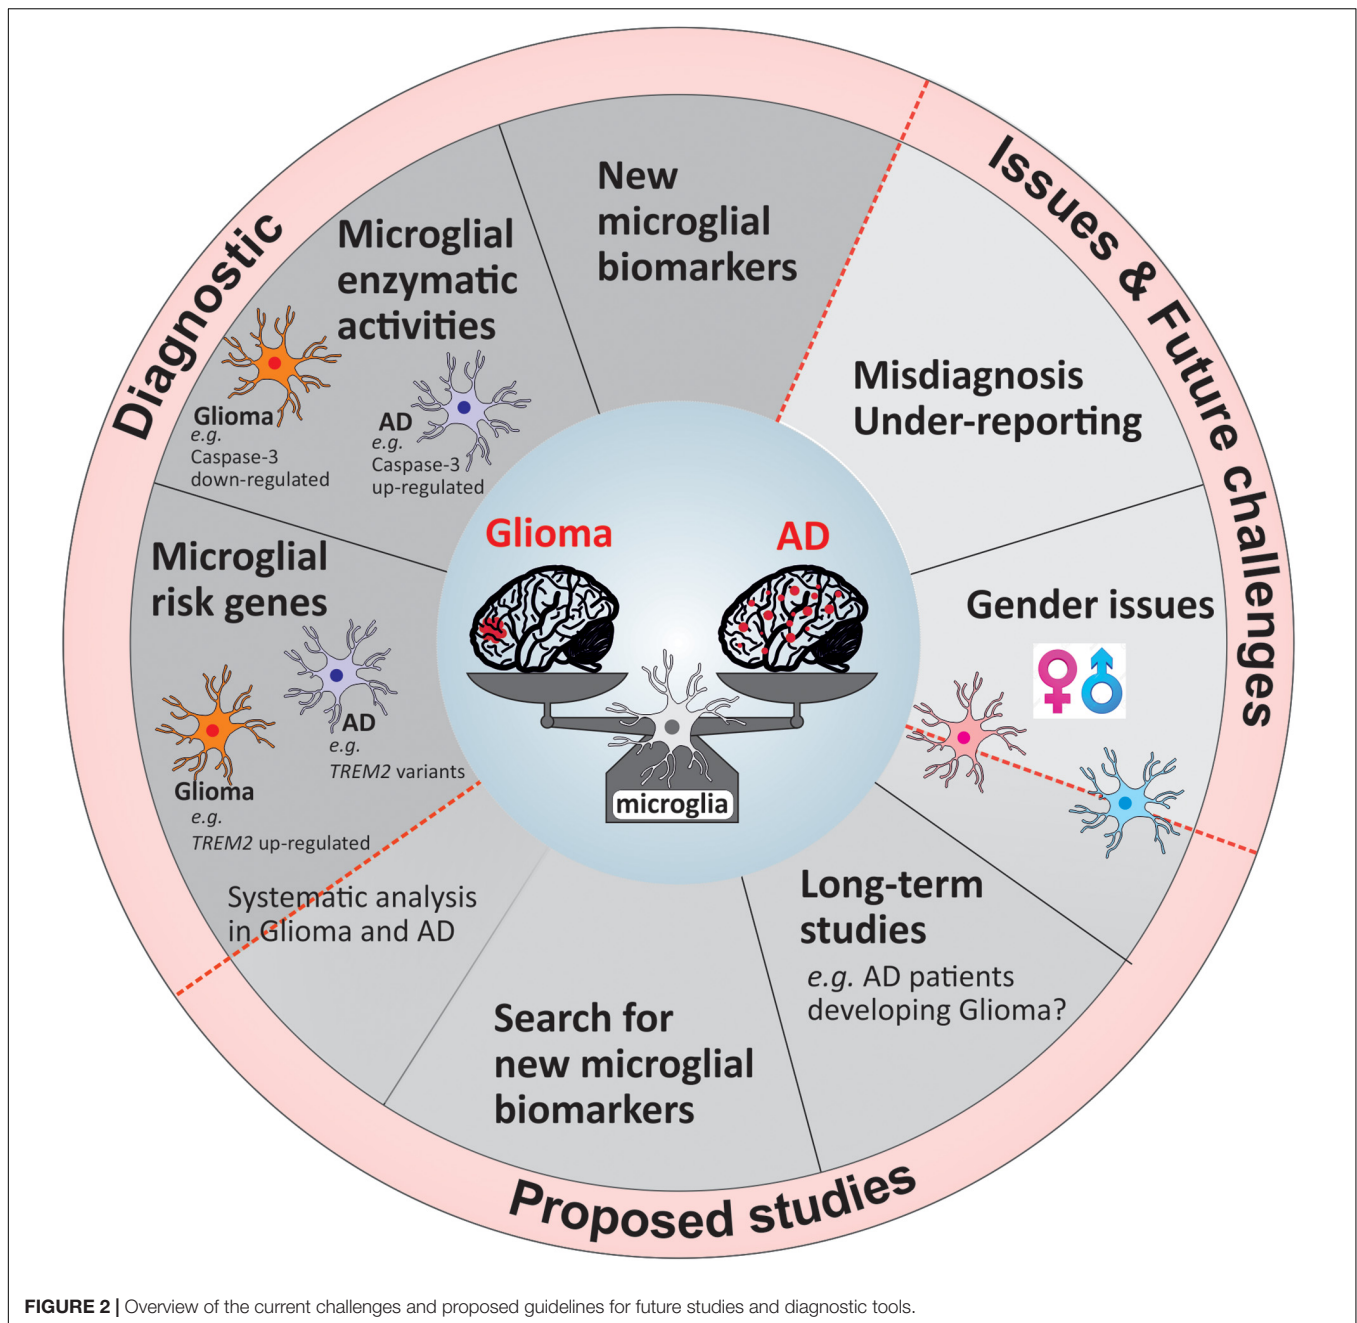 Diagnostic
Issues & Future challenges
Proposed studies
New
microglial
biomarkers
Microglial
enzymatic
activities
Glioma
e.g.
Caspase-3
down-regulated
AD
e.g.
Caspase-3
up-regulated
Misdiagnosis
Under-reporting
Gender issues
Microglial
risk genes
AD
e.g.
TREM2 variants
Glioma
e.g.
TREM2 up-regulated
Systematic analysis
in Glioma and AD
Glioma
AD
microglia
Long-term
studies
e.g. AD patients
developing Glioma?
Search for
new microglial
biomarkers
FIGURE 2 | Overview of the current challenges and proposed guidelines for future studies and diagnostic tools.